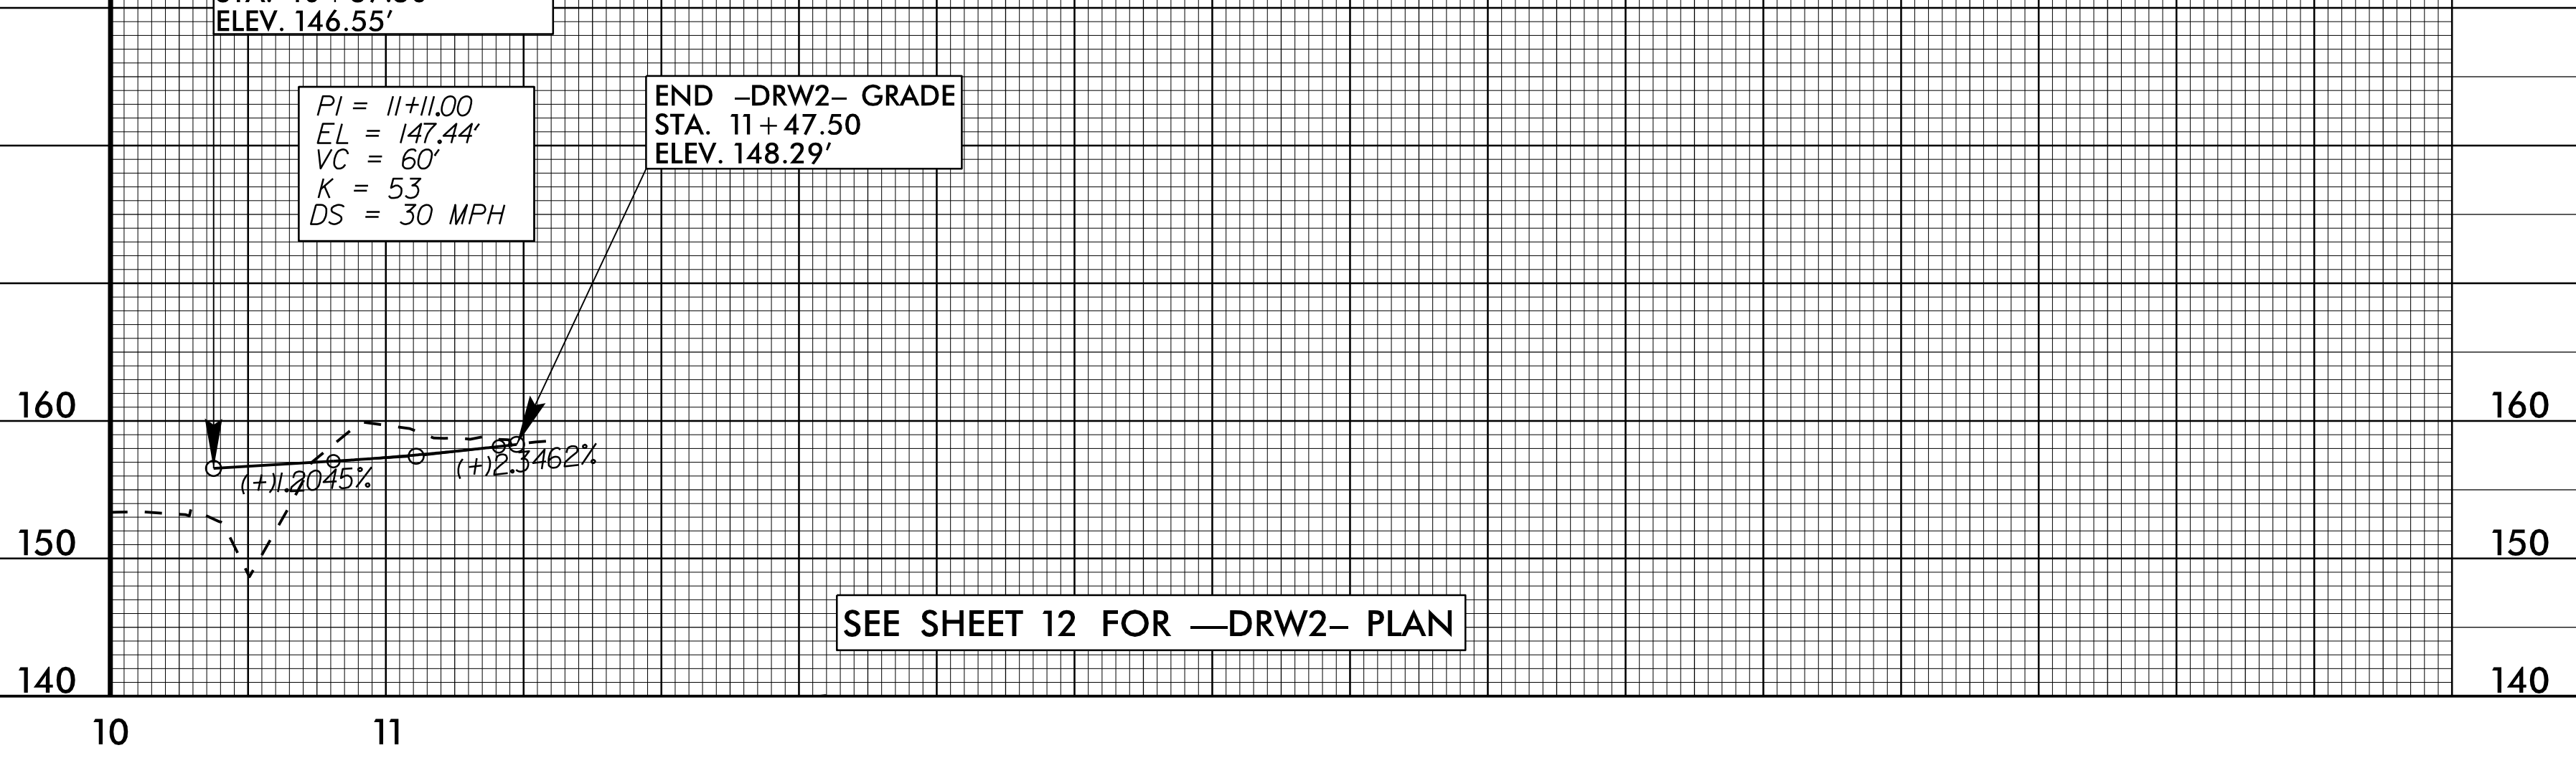 ELEV. 146.55′
PI = 11+11.00
EL = 147.44′
VC = 60′
K = 53
DS = 30 MPH
END –DRW2– GRADE
STA. 11+47.50
ELEV. 148.29′
160 160
(+)1.2045%
(+)2.3462%
150 150
SEE SHEET 12 FOR —DRW2– PLAN
140 140
10 11